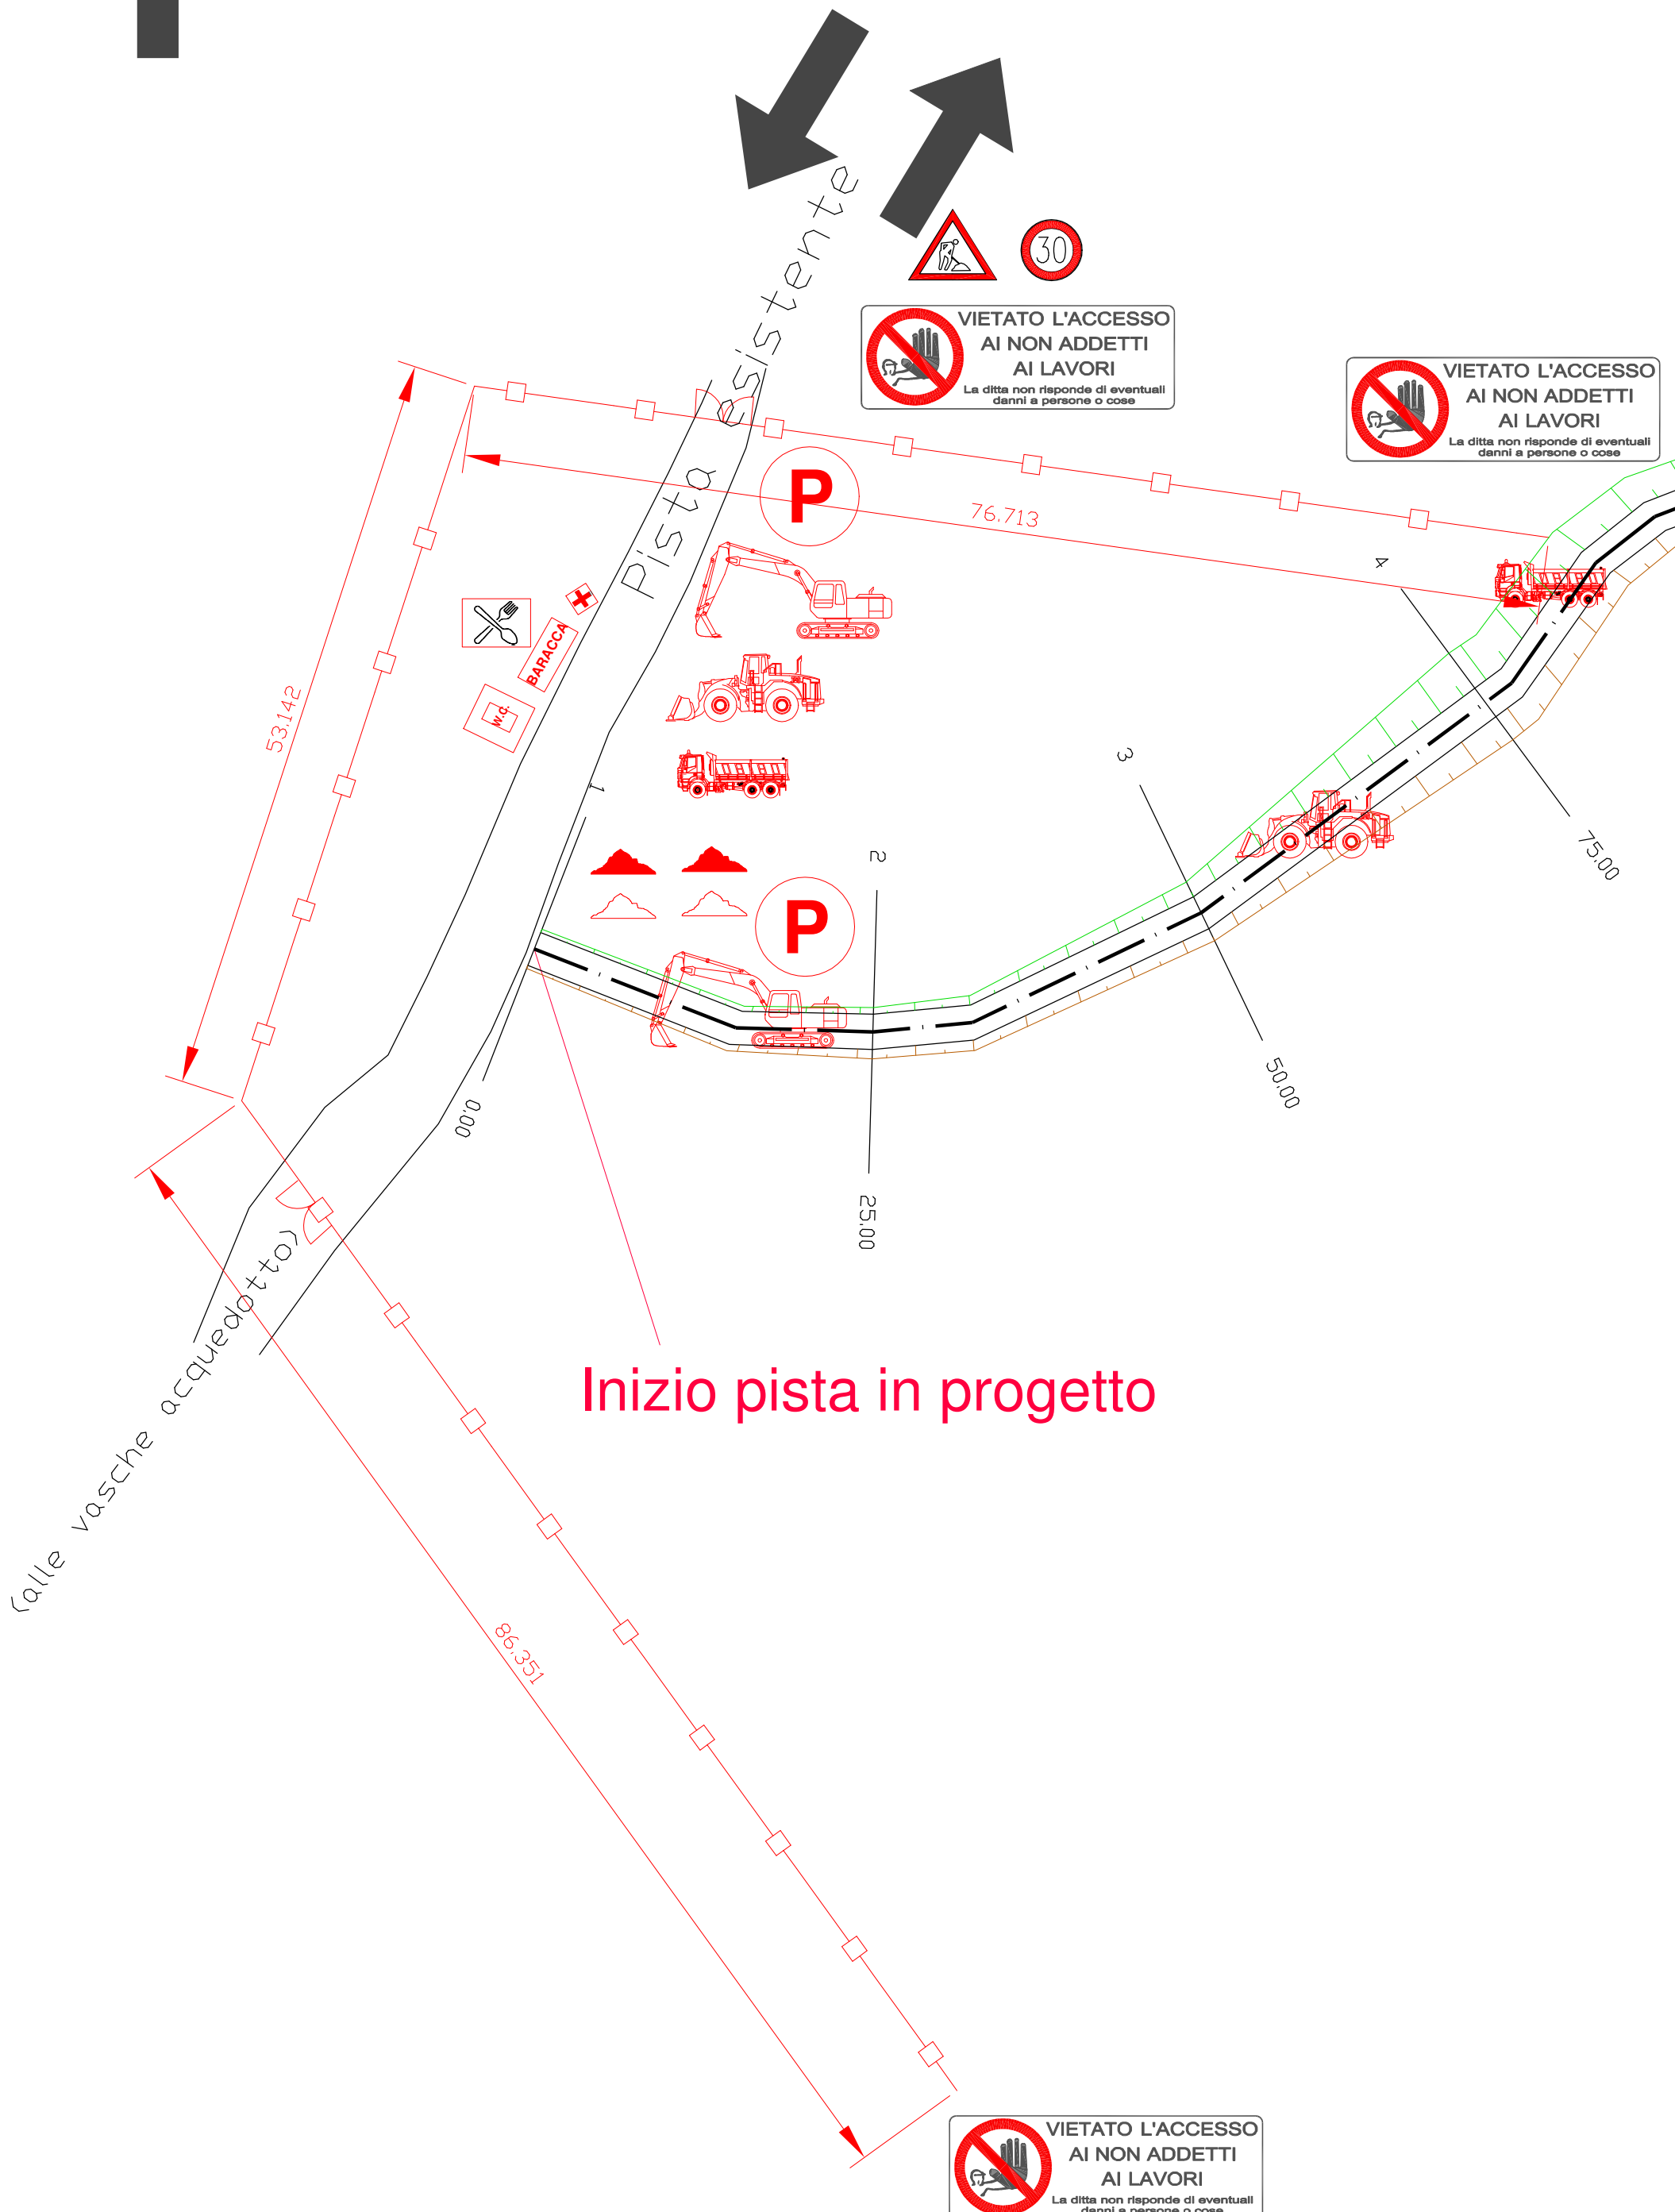 Pista esistente
30
VIETATO L'ACCESSO
AI NON ADDETTI
AI LAVORI
La ditta non risponde di eventuali
danni a persone o cose
VIETATO L'ACCESSO
AI NON ADDETTI
AI LAVORI
La ditta non risponde di eventuali
danni a persone o cose
P
76.713
4
53.142
BARACCA
W.C.
3
1
75.00
2
P
50.00
0.00
25.00
Inizio pista in progetto
(alle vasche acquedotto)
86.351
VIETATO L'ACCESSO
AI NON ADDETTI
AI LAVORI
La ditta non risponde di eventuali
danni a persone o cose